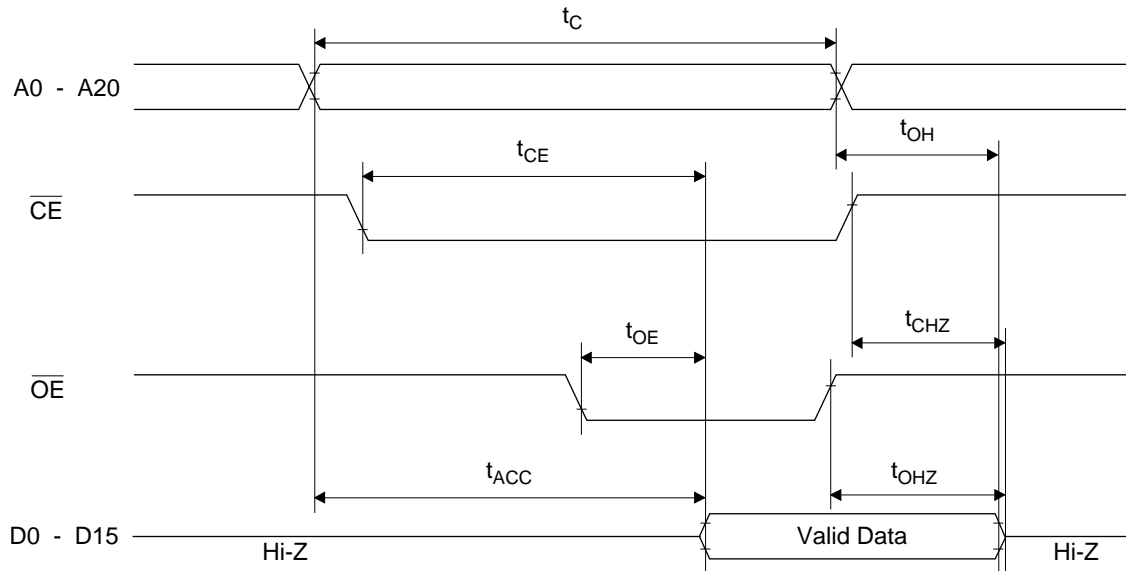 tC
A0 - A20
tOH
tCE
CE
tCHZ
tOE
OE
tACC
tOHZ
D0 - D15
Valid Data
Hi-Z
Hi-Z